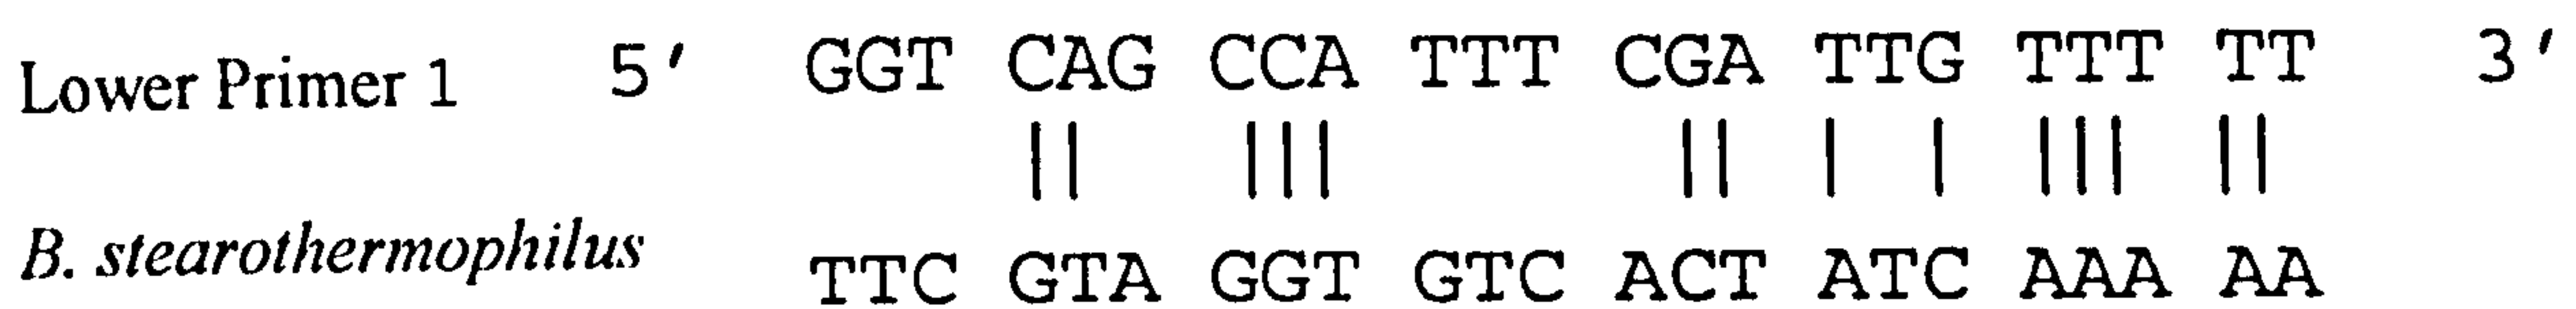 Lower Primer 1 5' GGT CAG CCA TTT CGA TTG TTT TT 3'
|| ||| || | | ||| ||
B. stearothermophilus TTC GTA GGT GTC ACT ATC AAA AA